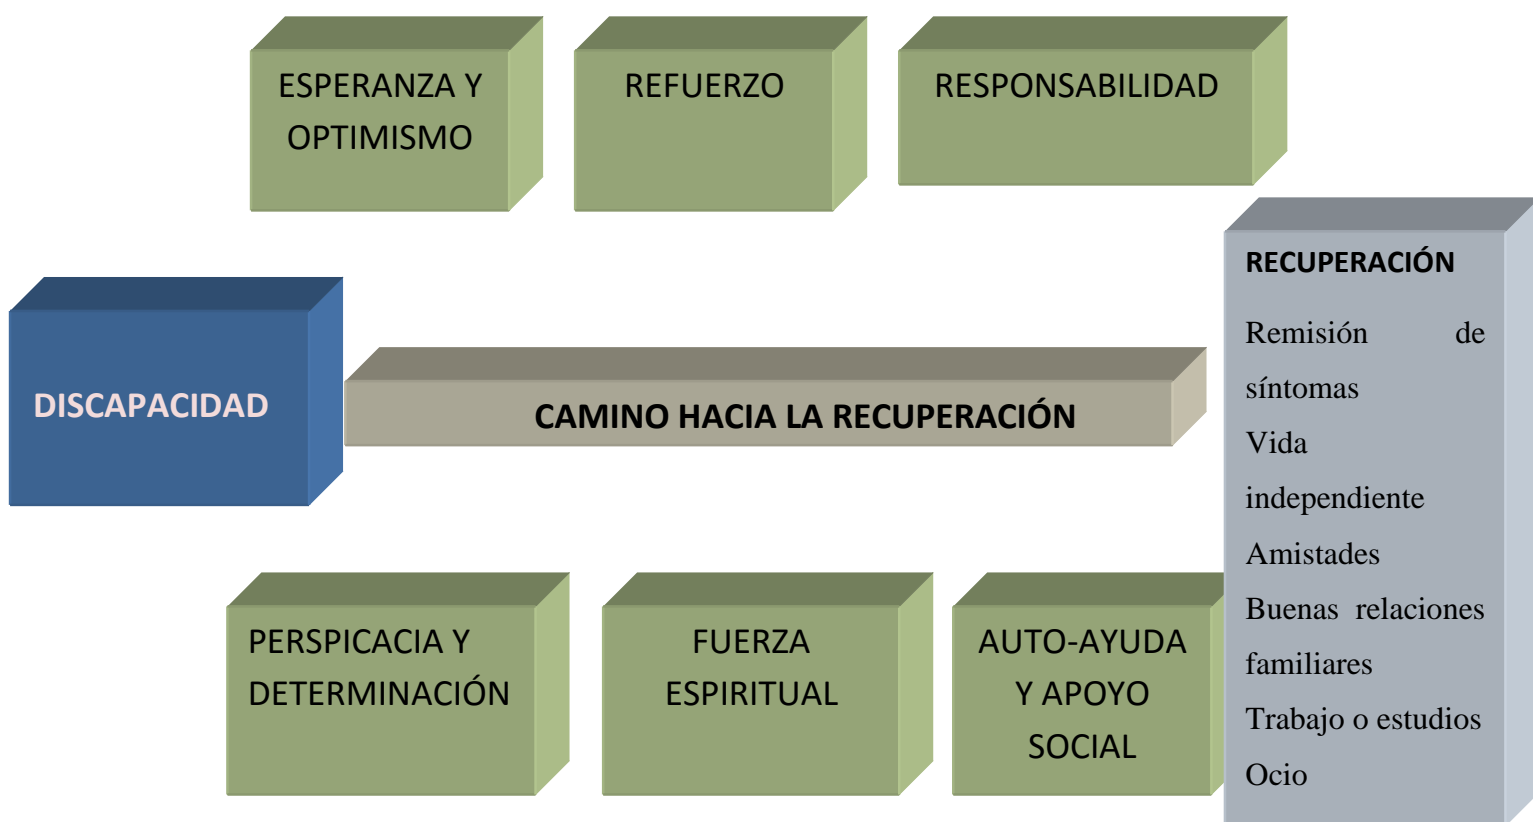 ESPERANZA Y
OPTIMISMO
REFUERZO
RESPONSABILIDAD
DISCAPACIDAD
CAMINO HACIA LA RECUPERACIÓN
RECUPERACIÓN
Remisión de
síntomas
Vida
independiente
Amistades
Buenas relaciones
familiares
Trabajo o estudios
Ocio
PERSPICACIA Y
DETERMINACIÓN
FUERZA
ESPIRITUAL
AUTO-AYUDA
Y APOYO
SOCIAL